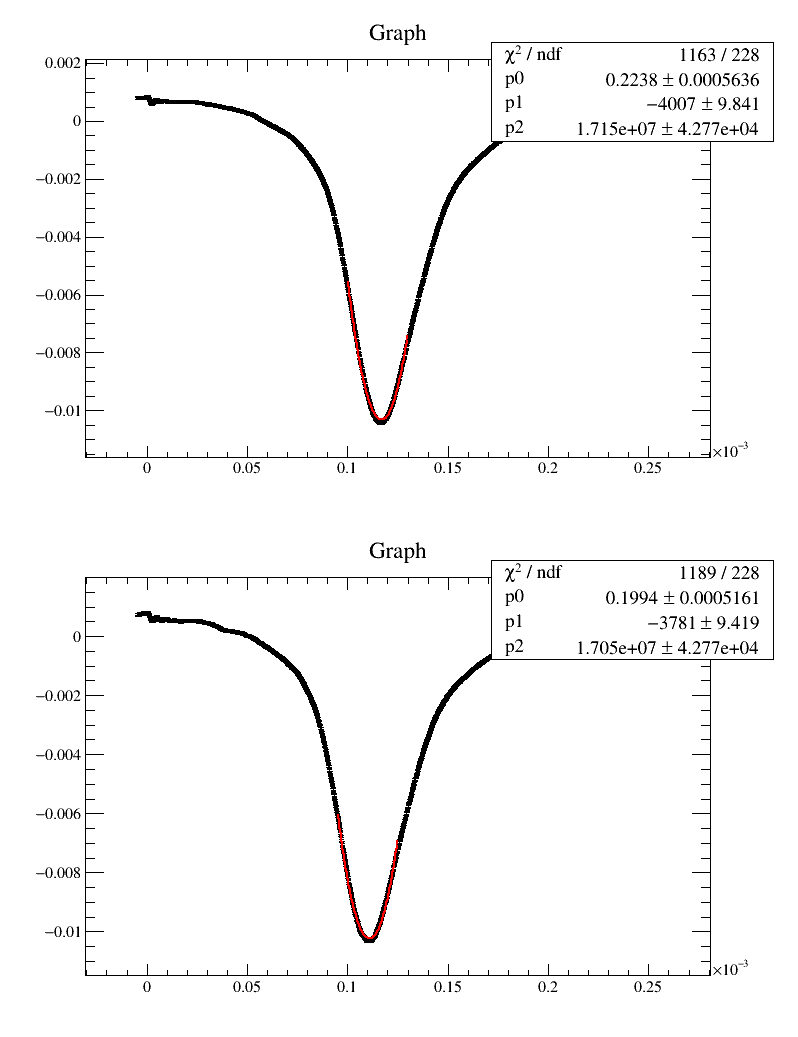 Graph
χ² / ndf 1163 / 228
p0 0.2238 ± 0.0005636
p1 −4007 ± 9.841
p2 1.715e+07 ± 4.277e+04
0.002
0
−0.002
−0.004
−0.006
−0.008
−0.01
0 0.05 0.1 0.15 0.2 0.25
×10⁻³
Graph
χ² / ndf 1189 / 228
p0 0.1994 ± 0.0005161
p1 −3781 ± 9.419
p2 1.705e+07 ± 4.277e+04
0
−0.002
−0.004
−0.006
−0.008
−0.01
0 0.05 0.1 0.15 0.2 0.25
×10⁻³